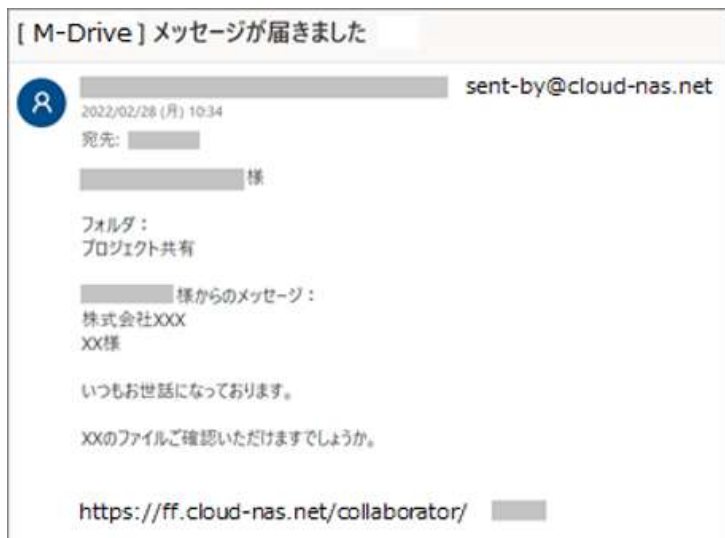 [ M-Drive ] メッセージが届きました
sent-by@cloud-nas.net
2022/02/28 (月) 10:34
宛先:
様
フォルダ：
プロジェクト共有
様からのメッセージ：
株式会社XXX
XX様
いつもお世話になっております。
XXのファイルご確認いただけますでしょうか。
https://ff.cloud-nas.net/collaborator/